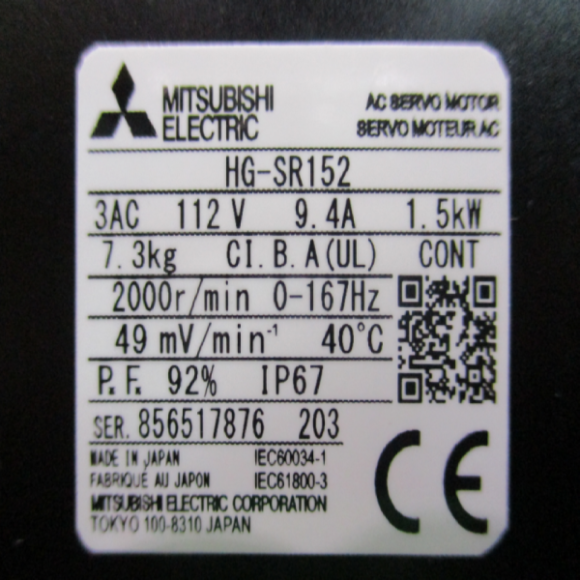 MITSUBISHI ELECTRIC
AC SERVO MOTOR
SERVO MOTEUR AC
HG-SR152
3AC 112 V 9.4A 1.5kW
7.3kg CI.B.A(UL) CONT
2000r/min 0-167Hz
49 mV/min⁻¹ 40°C
P.F. 92% IP67
SER. 856517876 203
MADE IN JAPAN IEC60034-1
FABRIQUE AU JAPON IEC61800-3
MITSUBISHI ELECTRIC CORPORATION
TOKYO 100-8310 JAPAN
CE